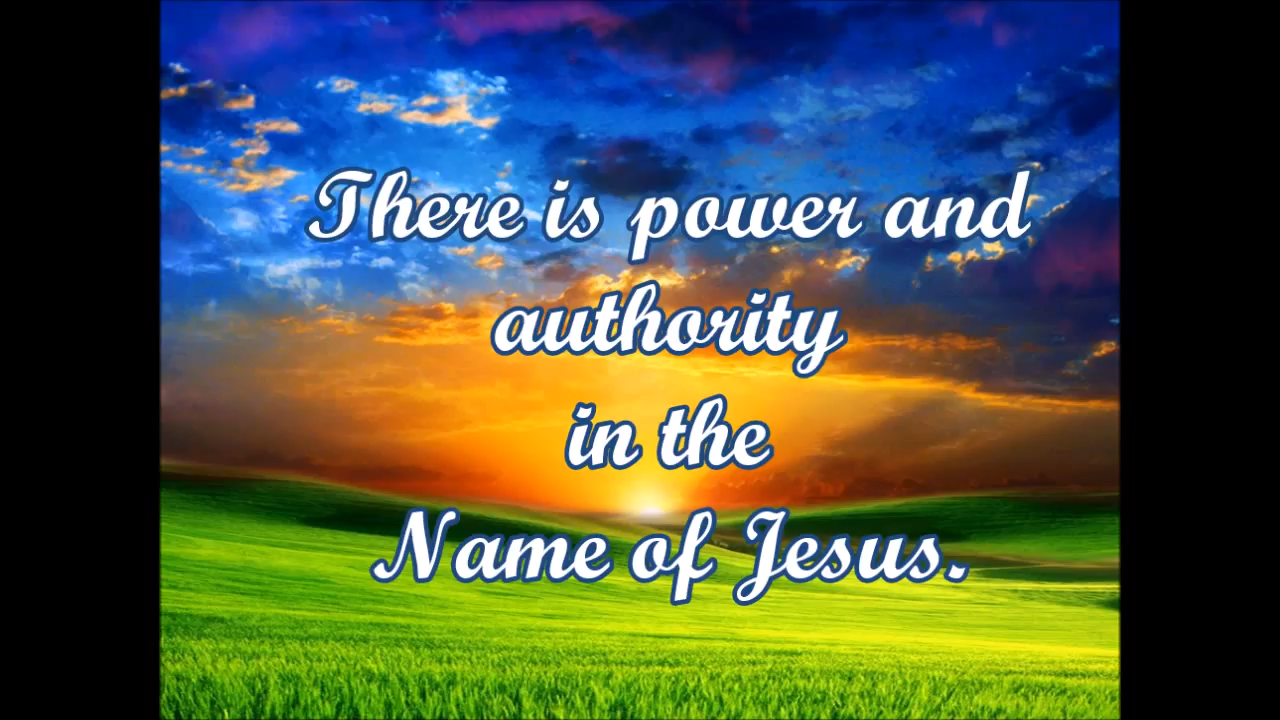 There is power and
authority
in the
Name of Jesus.